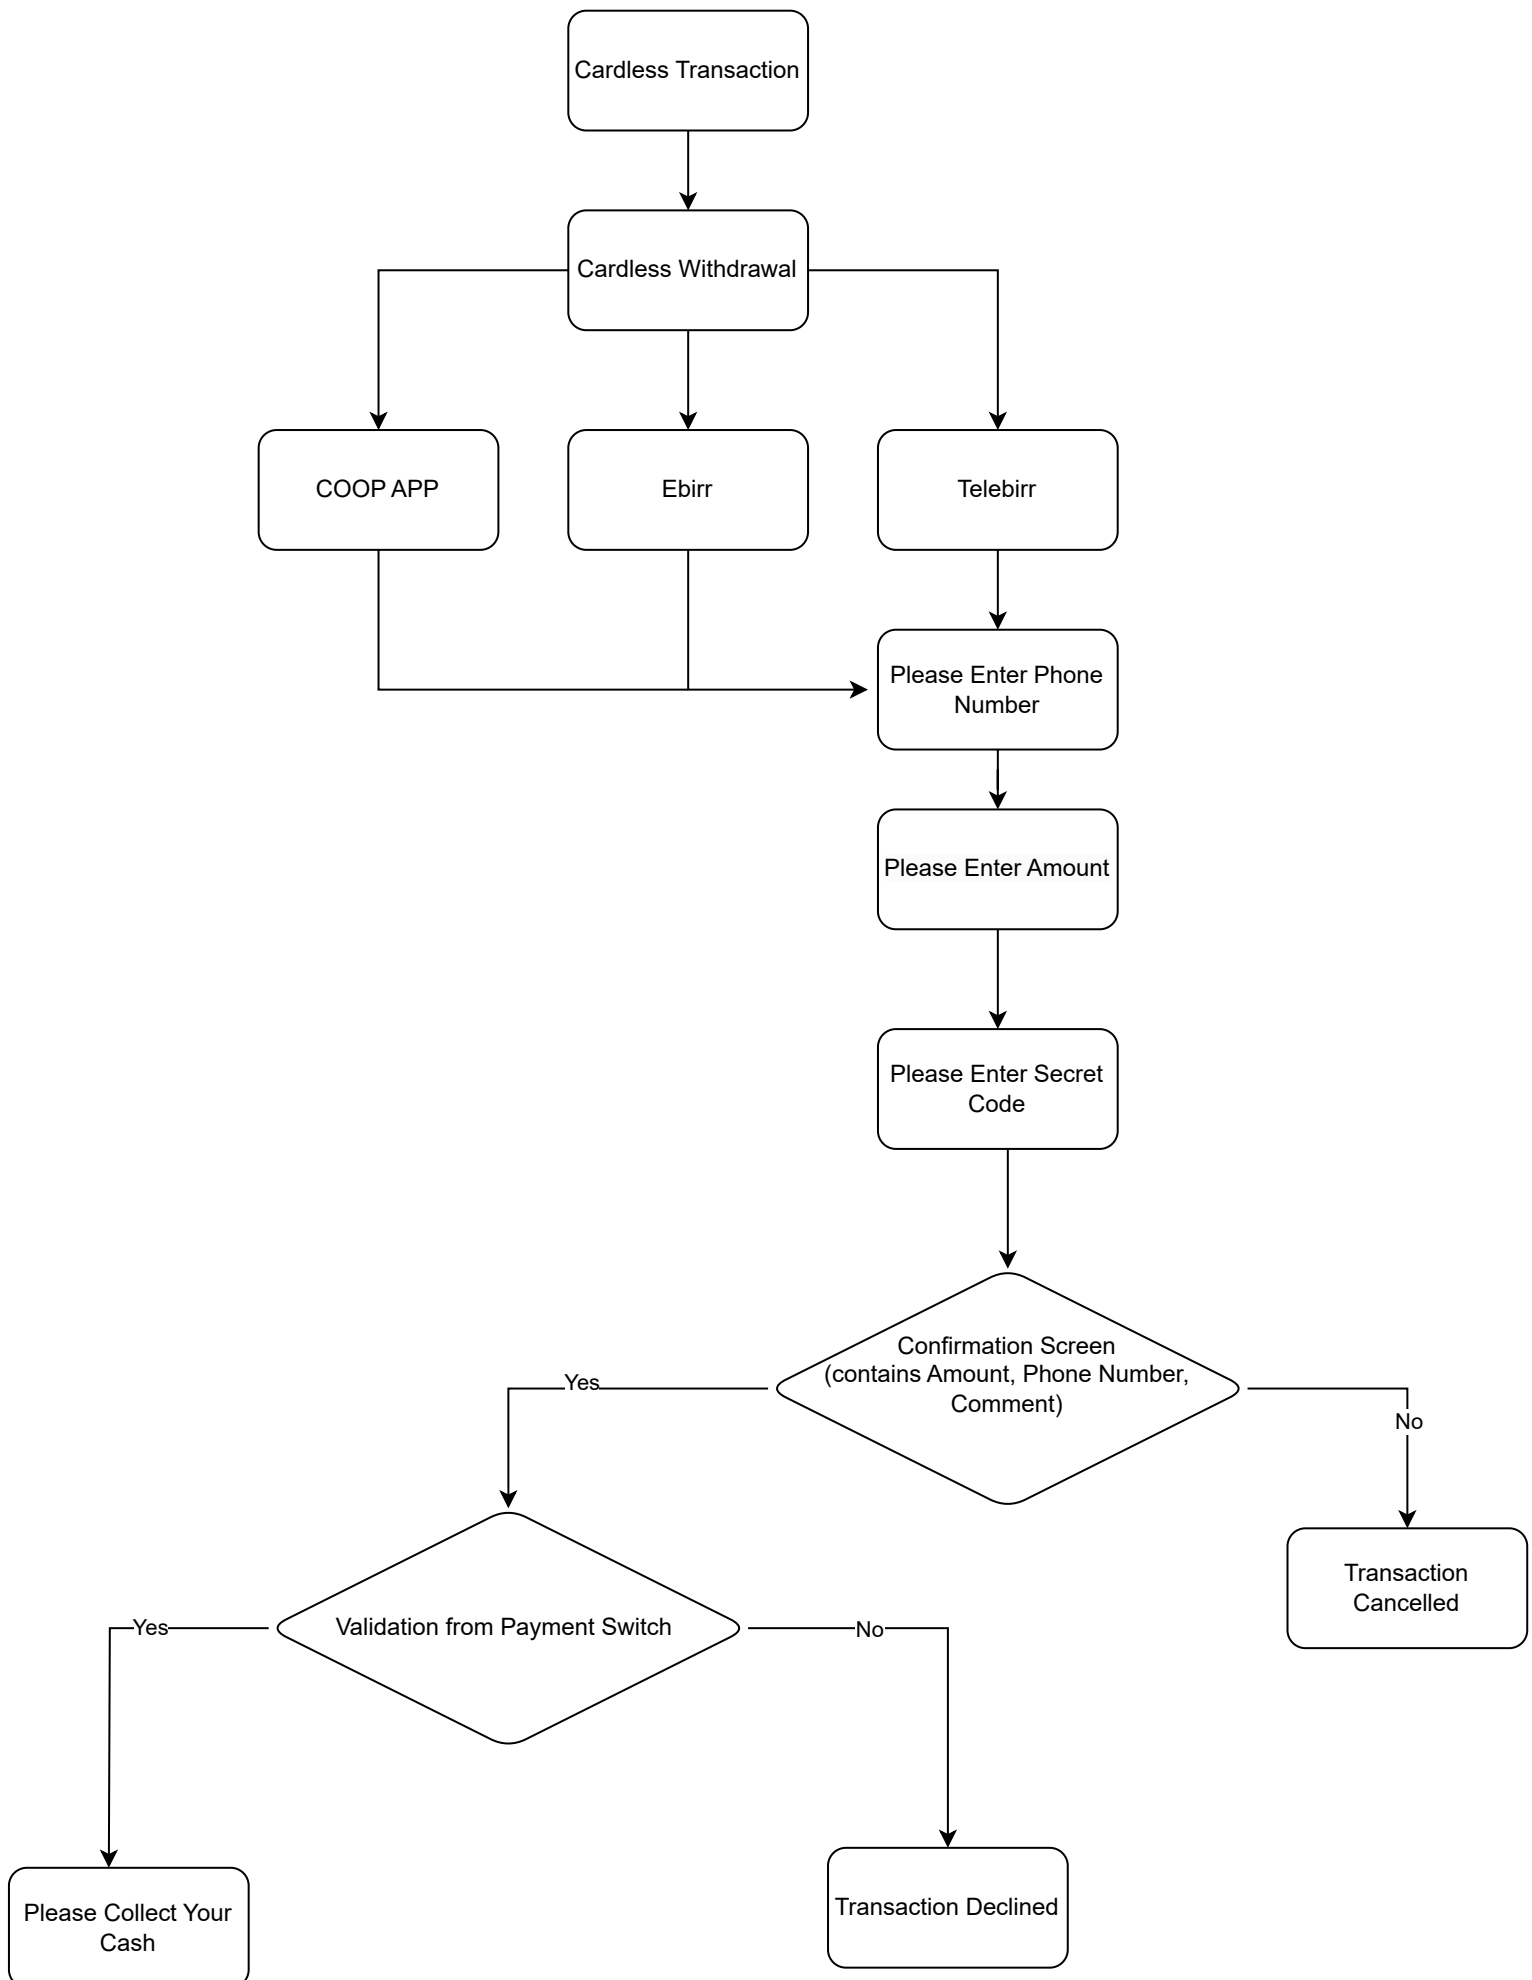 Cardless Transaction
Cardless Withdrawal
COOP APP
Ebirr
Telebirr
Please Enter Phone
Number
Please Enter Amount
Please Enter Secret
Code
Confirmation Screen
(contains Amount, Phone Number,
Comment)
Yes
No
Transaction
Cancelled
Validation from Payment Switch
Yes
No
Please Collect Your
Cash
Transaction Declined